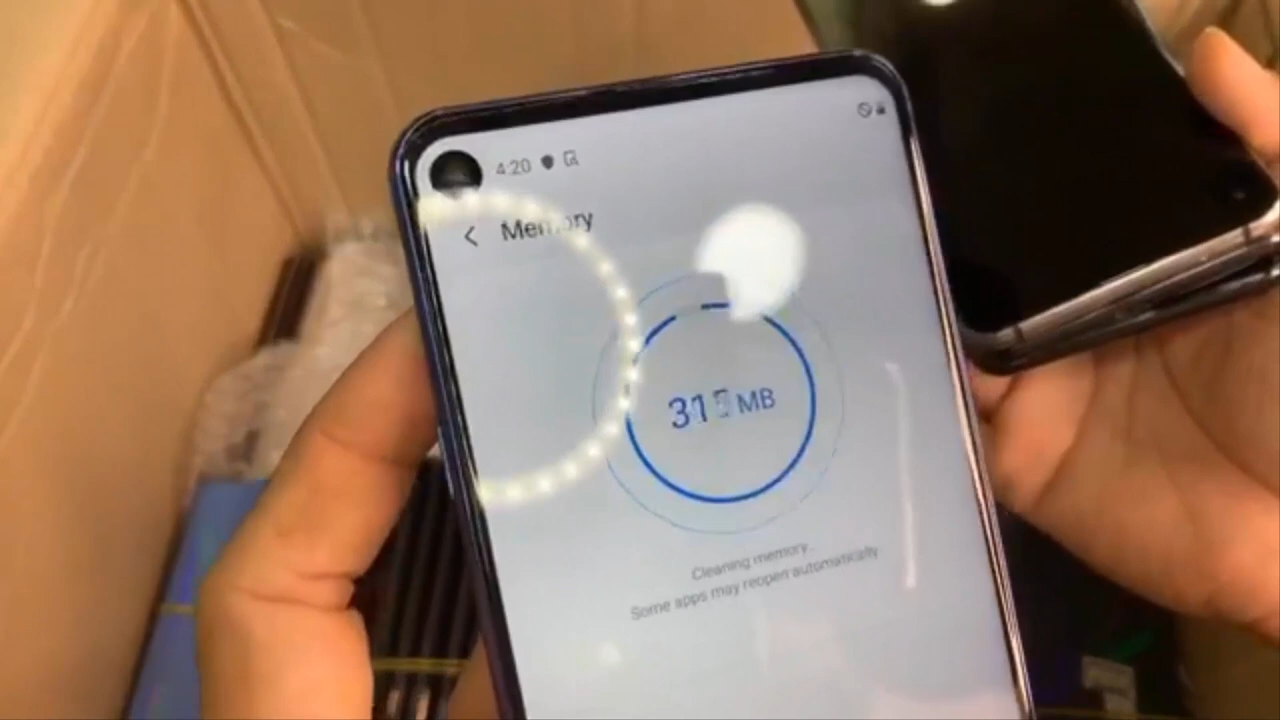 4:20
Memory
MB
Cleaning memory..
Some apps may reopen automatically